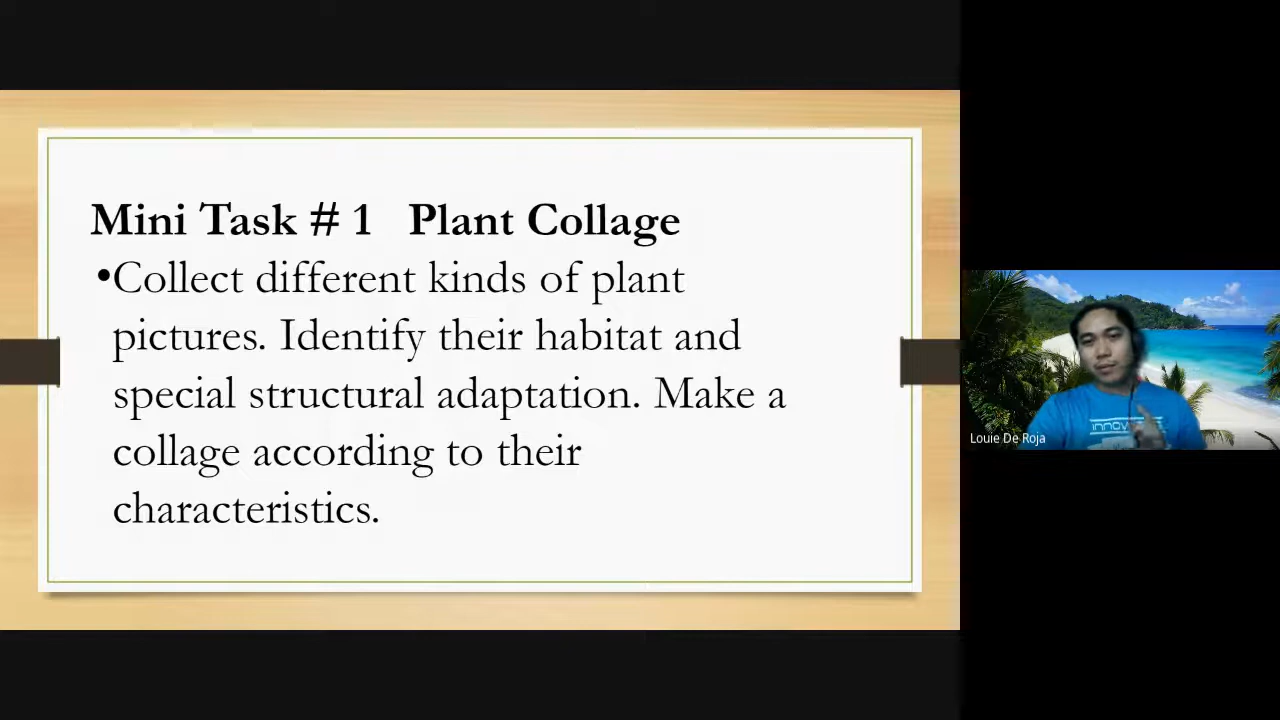 Mini Task # 1 Plant Collage
•Collect different kinds of plant
pictures. Identify their habitat and
special structural adaptation. Make a
collage according to their
characteristics.
Louie De Roja